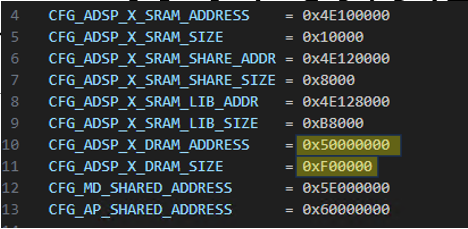 4 CFG_ADSP_X_SRAM_ADDRESS = 0x4E100000
5 CFG_ADSP_X_SRAM_SIZE = 0x10000
6 CFG_ADSP_X_SRAM_SHARE_ADDR = 0x4E120000
7 CFG_ADSP_X_SRAM_SHARE_SIZE = 0x8000
8 CFG_ADSP_X_SRAM_LIB_ADDR = 0x4E128000
9 CFG_ADSP_X_SRAM_LIB_SIZE = 0xB8000
10 CFG_ADSP_X_DRAM_ADDRESS = 0x50000000
11 CFG_ADSP_X_DRAM_SIZE = 0xF00000
12 CFG_MD_SHARED_ADDRESS = 0x5E000000
13 CFG_AP_SHARED_ADDRESS = 0x60000000